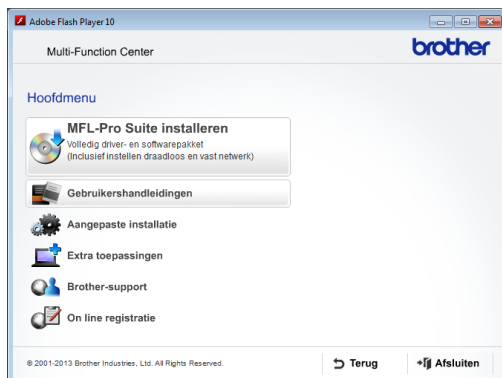 Adobe Flash Player 10
Multi-Function Center
brother
Hoofdmenu
MFL-Pro Suite installeren
Volledig driver- en softwarepakket
(Inclusief instellen draadloos en vast netwerk)
Gebruikershandleidingen
Aangepaste installatie
Extra toepassingen
Brother-support
On line registratie
© 2001-2013 Brother Industries, Ltd. All Rights Reserved.
Terug
Afsluiten